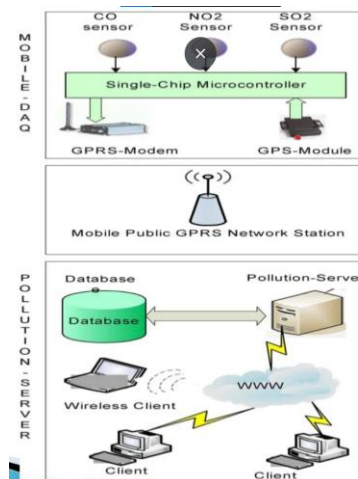 CO
sensor
NO2
Sensor
SO2
Sensor
MOBILE-DAQ
Single-Chip Microcontroller
GPRS-Modem
GPS-Module
Mobile Public GPRS Network Station
POLLUTION-SERVER
Database
Pollution-Serve
Database
WWW
Wireless Client
Client
Client